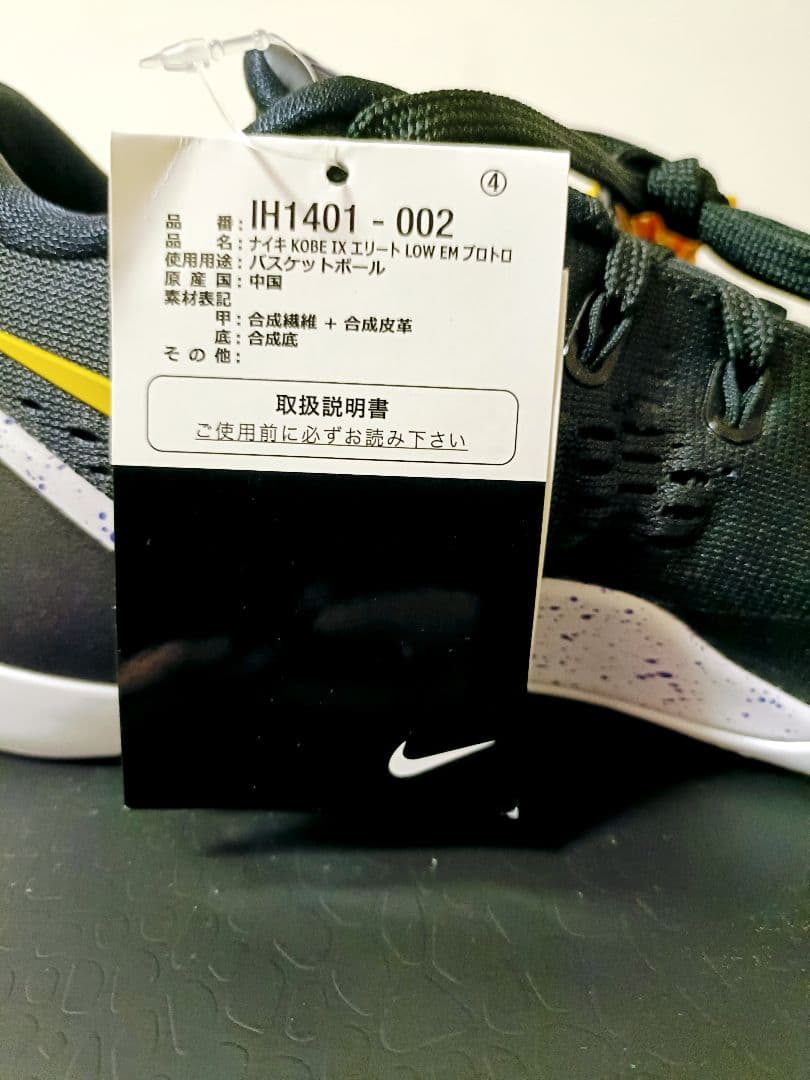 ④
品番：IH1401 - 002
品名：ナイキ KOBE IX エリート LOW EM プロトロ
使用用途：バスケットボール
原産国：中国
素材表記
甲：合成繊維 + 合成皮革
底：合成底
その他：
取扱説明書
ご使用前に必ずお読み下さい